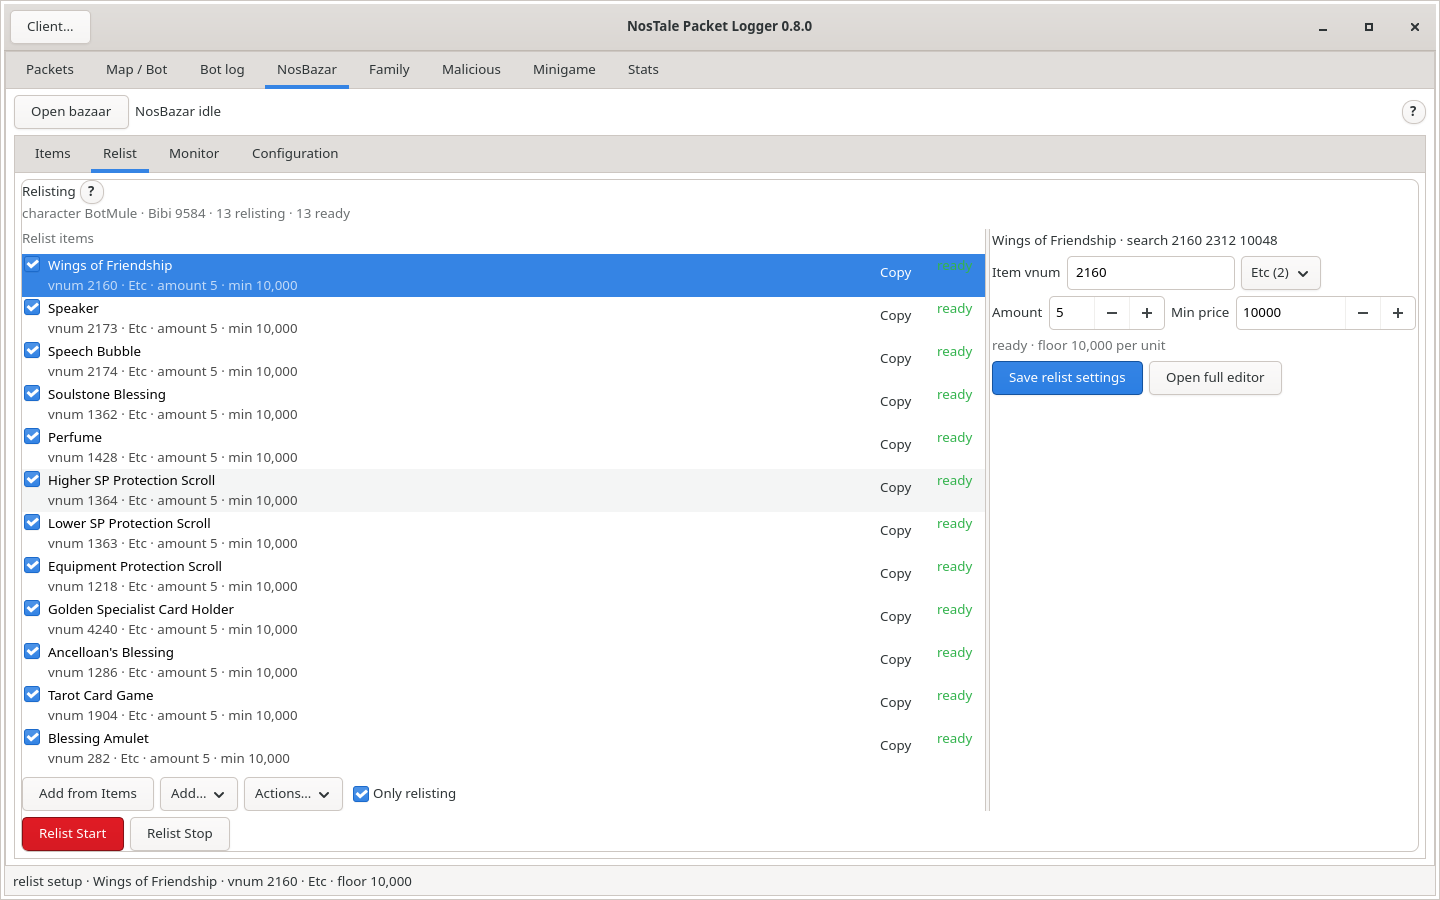 Client...
NosTale Packet Logger 0.8.0
Packets Map / Bot Bot log NosBazar Family Malicious Minigame Stats
Open bazaar NosBazar idle ?
Items Relist Monitor Configuration
Relisting ?
character BotMule · Bibi 9584 · 13 relisting · 13 ready
Relist items
Wings of Friendship
vnum 2160 · Etc · amount 5 · min 10,000
Copy ready
Speaker
vnum 2173 · Etc · amount 5 · min 10,000
Copy ready
Speech Bubble
vnum 2174 · Etc · amount 5 · min 10,000
Copy ready
Soulstone Blessing
vnum 1362 · Etc · amount 5 · min 10,000
Copy ready
Perfume
vnum 1428 · Etc · amount 5 · min 10,000
Copy ready
Higher SP Protection Scroll
vnum 1364 · Etc · amount 5 · min 10,000
Copy ready
Lower SP Protection Scroll
vnum 1363 · Etc · amount 5 · min 10,000
Copy ready
Equipment Protection Scroll
vnum 1218 · Etc · amount 5 · min 10,000
Copy ready
Golden Specialist Card Holder
vnum 4240 · Etc · amount 5 · min 10,000
Copy ready
Ancelloan's Blessing
vnum 1286 · Etc · amount 5 · min 10,000
Copy ready
Tarot Card Game
vnum 1904 · Etc · amount 5 · min 10,000
Copy ready
Blessing Amulet
vnum 282 · Etc · amount 5 · min 10,000
Copy ready
Add from Items Add... Actions... Only relisting
Relist Start Relist Stop
Wings of Friendship · search 2160 2312 10048
Item vnum 2160 Etc (2)
Amount 5 Min price 10000
ready · floor 10,000 per unit
Save relist settings Open full editor
relist setup · Wings of Friendship · vnum 2160 · Etc · floor 10,000